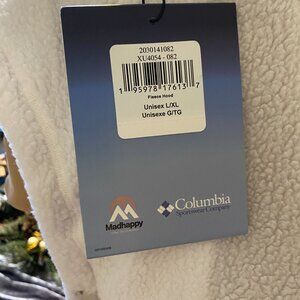 2030141082
XU4054 - 082
1 95978 17613 7
Fleece Hood
Unisex L/XL
Unisexe G/TG
Madhappy
Columbia
Sportswear Company